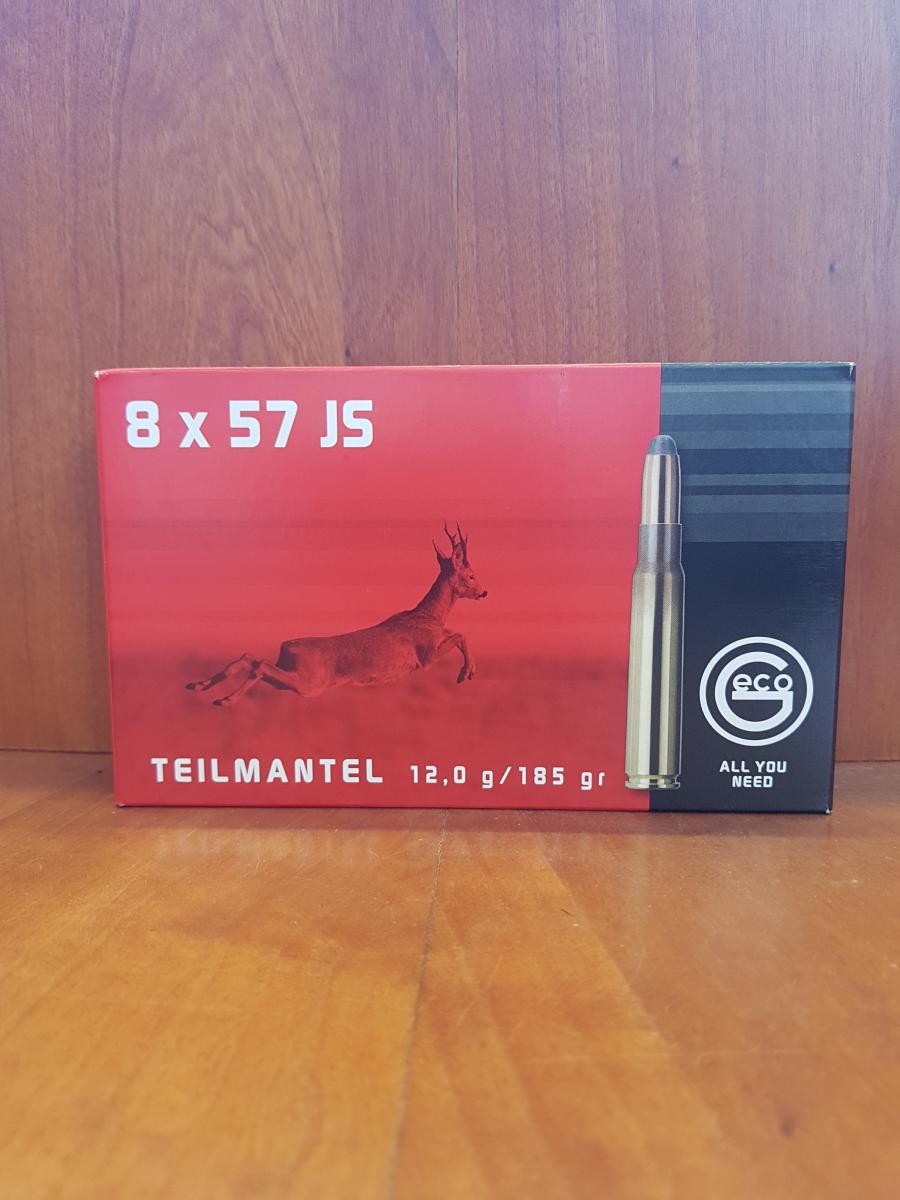 8 x 57 JS
TEILMANTEL 12,0 g/185 gr
Geco
ALL YOU
NEED